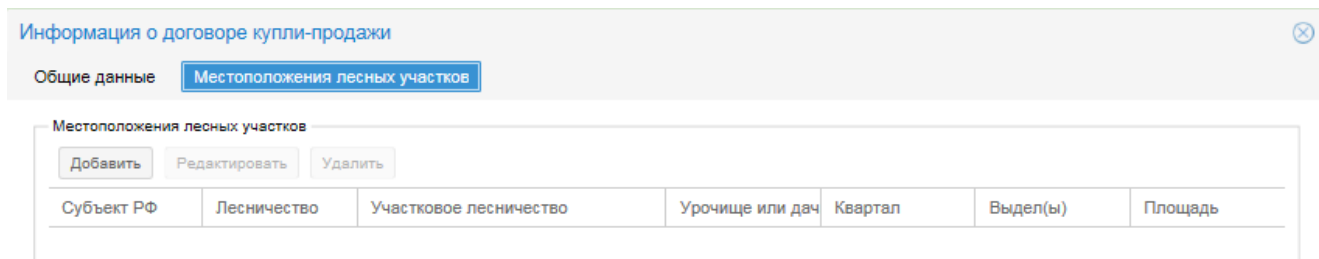 Информация о договоре купли-продажи
Общие данные Местоположения лесных участков
Местоположения лесных участков
Добавить Редактировать Удалить
Субъект РФ Лесничество Участковое лесничество Урочище или дач Квартал Выдел(ы) Площадь